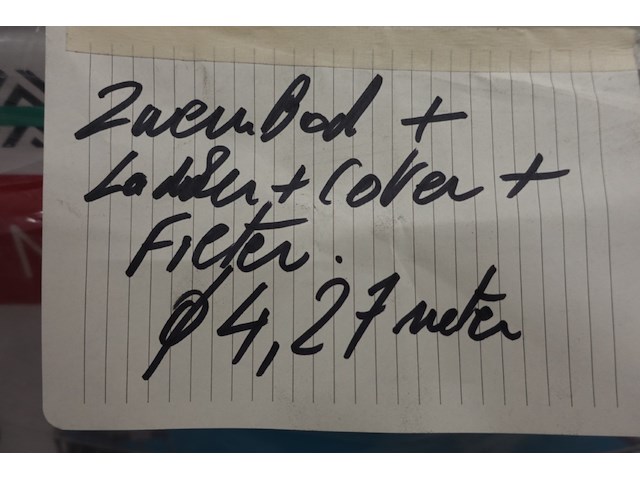 Zwembad +
Ladder + Cover +
Filter.
ø 4,27 meter